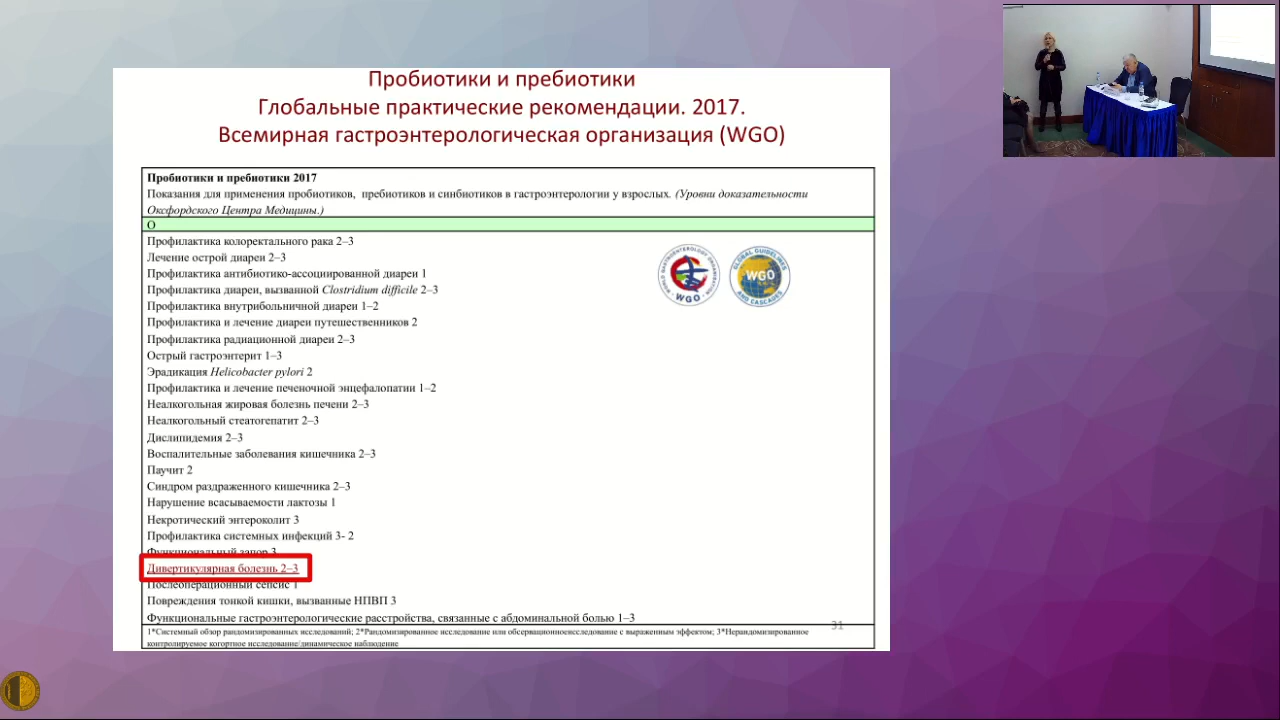 Пробиотики и пребиотики
Глобальные практические рекомендации. 2017.
Всемирная гастроэнтерологическая организация (WGO)
Пробиотики и пребиотики 2017
Показания для применения пробиотиков, пребиотиков и синбиотиков в гастроэнтерологии у взрослых. (Уровни доказательности
Оксфордского Центра Медицины.)
О
Профилактика колоректального рака 2–3
Лечение острой диареи 2–3
Профилактика антибиотико-ассоциированной диареи 1
Профилактика диареи, вызванной Clostridium difficile 2–3
Профилактика внутрибольничной диареи 1–2
Профилактика и лечение диареи путешественников 2
Профилактика радиационной диареи 2–3
Острый гастроэнтерит 1–3
Эрадикация Helicobacter pylori 2
Профилактика и лечение печеночной энцефалопатии 1–2
Неалкогольная жировая болезнь печени 2–3
Неалкогольный стеатогепатит 2–3
Дислипидемия 2–3
Воспалительные заболевания кишечника 2–3
Паучит 2
Синдром раздраженного кишечника 2–3
Нарушение всасываемости лактозы 1
Некротический энтероколит 3
Профилактика системных инфекций 3- 2
Функциональный запор 3
Дивертикулярная болезнь 2–3
Послеоперационный сепсис 1
Повреждения тонкой кишки, вызванные НПВП 3
Функциональные гастроэнтерологические расстройства, связанные с абдоминальной болью 1–3
31
1*Системный обзор рандомизированных исследований; 2*Рандомизированное исследование или обсервационноеисследование с выраженным эффектом; 3*Нерандомизированное
контролируемое когортное исследование/динамическое наблюдение
WORLD GASTROENTEROLOGY ORGANISATION
WGO
GLOBAL GUIDELINES
WGO
AND CASCADES